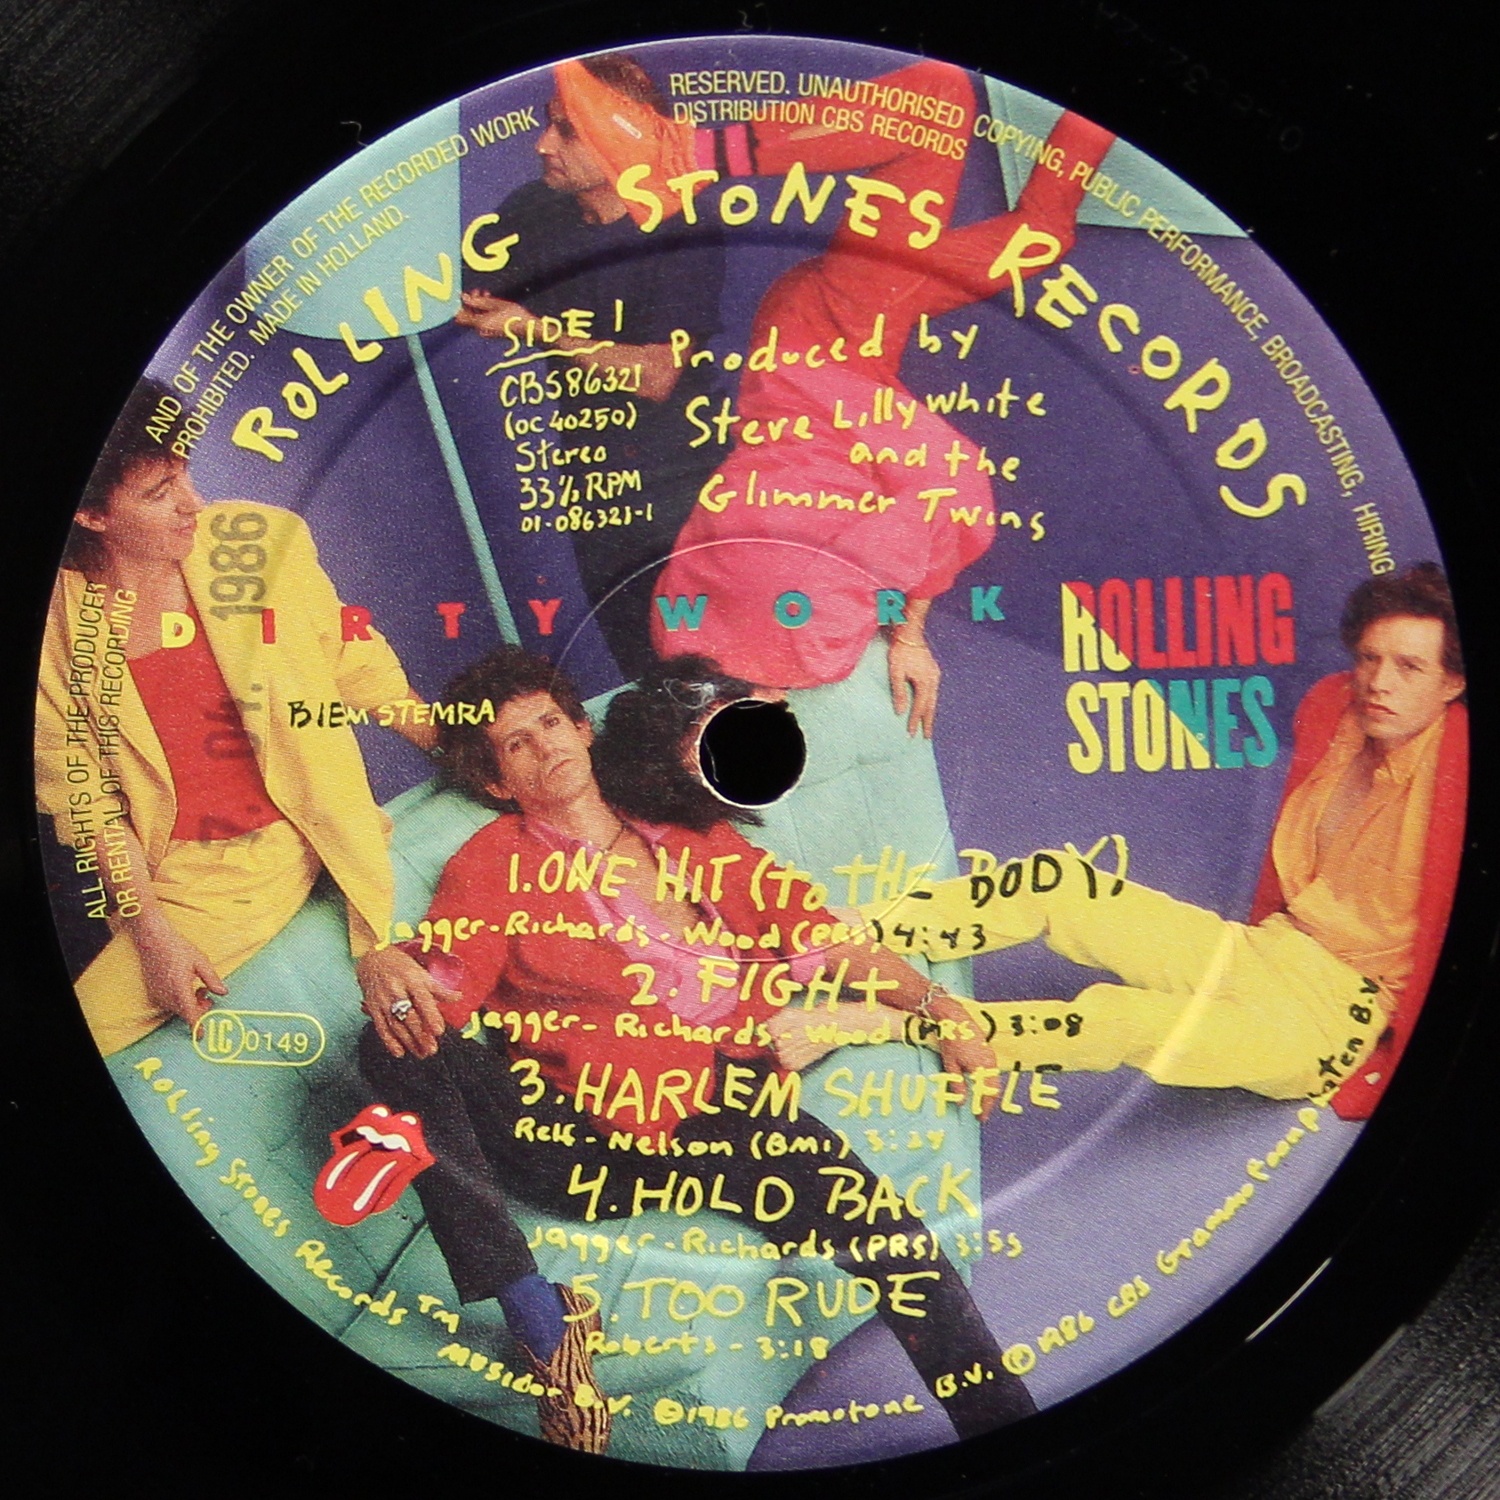 ALL RIGHTS OF THE PRODUCER AND OF THE OWNER OF THE RECORDED WORK RESERVED. UNAUTHORISED COPYING, PUBLIC PERFORMANCE, BROADCASTING, HIRING
OR RENTAL OF THIS RECORDING PROHIBITED. MADE IN HOLLAND. DISTRIBUTION CBS RECORDS
ROLLING STONES RECORDS
SIDE 1
CBS 86321
(OC 40250)
Stereo
33⅓ RPM
01-086321-1
Produced by
Steve Lillywhite
and the
Glimmer Twins
1986
DIRTY WORK
ROLLING
STONES
BIEM STEMRA
1. ONE HIT (To THE BODY)
Jagger-Richards-Wood (PRS) 4:43
2. FIGHT
Jagger-Richards-Wood (PRS) 3:08
3. HARLEM SHUFFLE
Relf-Nelson (BMI) 3:24
4. HOLD BACK
Jagger-Richards (PRS) 3:55
5. TOO RUDE
Roberts - 3:18
LC 0149
Rolling Stones Records TM Musidor B.V. ℗1986 Promotone B.V. ©1986 CBS Grammofoonplaten B.V.